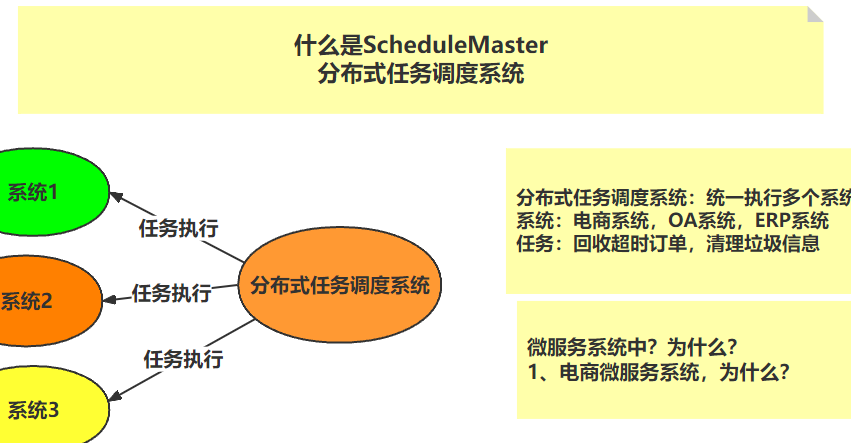 什么是ScheduleMaster
分布式任务调度系统
系统1
任务执行
分布式任务调度系统
系统2
任务执行
任务执行
系统3
分布式任务调度系统：统一执行多个系统
系统：电商系统，OA系统，ERP系统
任务：回收超时订单，清理垃圾信息
微服务系统中？为什么？
1、电商微服务系统，为什么？